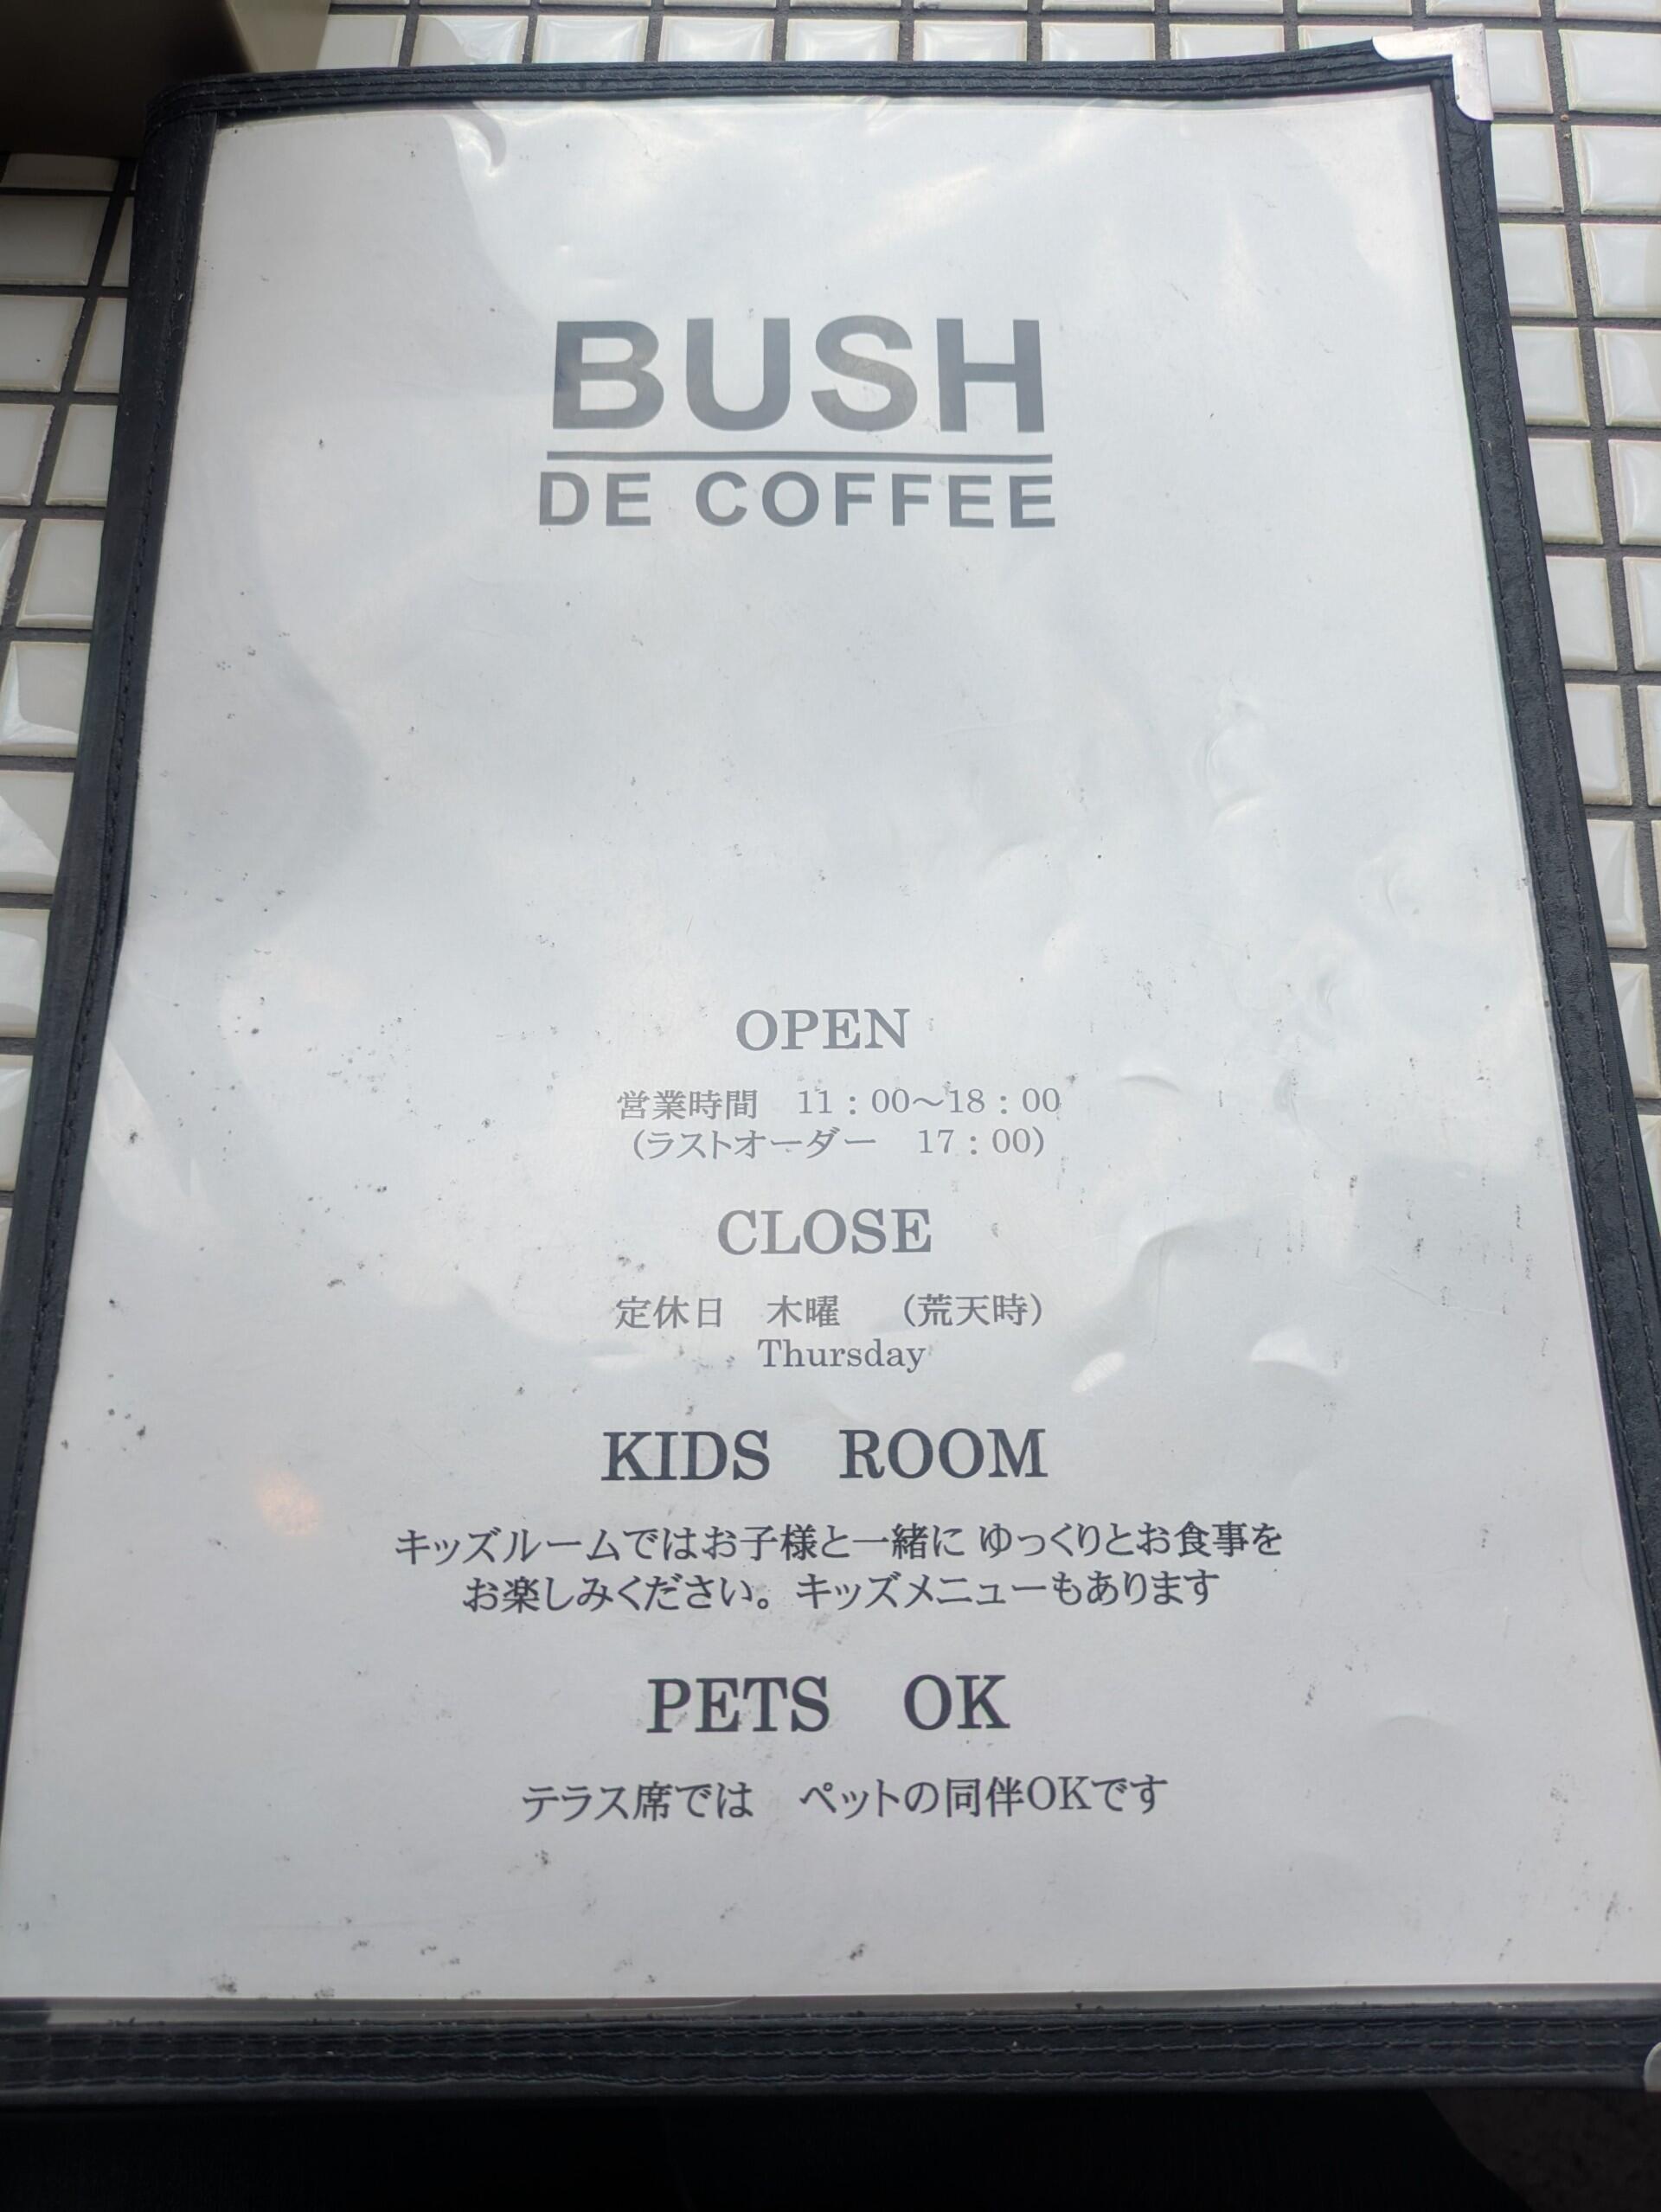 BUSH
DE COFFEE
OPEN
営業時間　11：00～18：00
（ラストオーダー　17：00）
CLOSE
定休日　木曜　（荒天時）
Thursday
KIDS　ROOM
キッズルームではお子様と一緒に ゆっくりとお食事を
お楽しみください。キッズメニューもあります
PETS　OK
テラス席では　ペットの同伴OKです